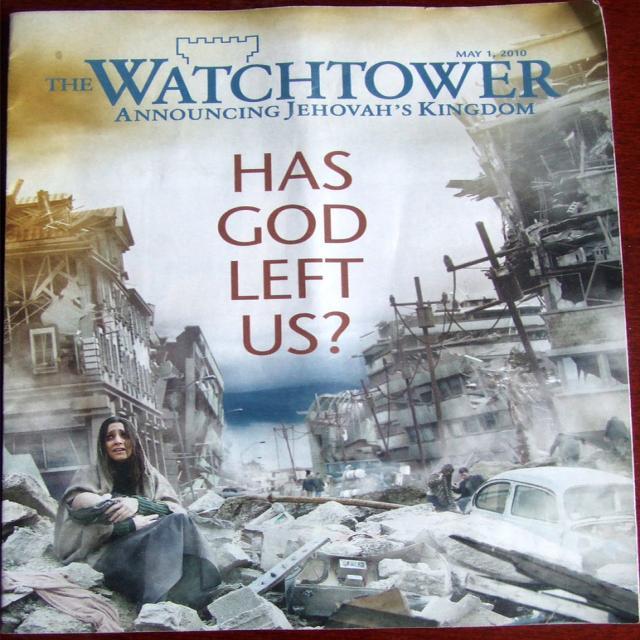 MAY 1, 2010
THE WATCHTOWER
ANNOUNCING JEHOVAH'S KINGDOM
HAS
GOD
LEFT
US?